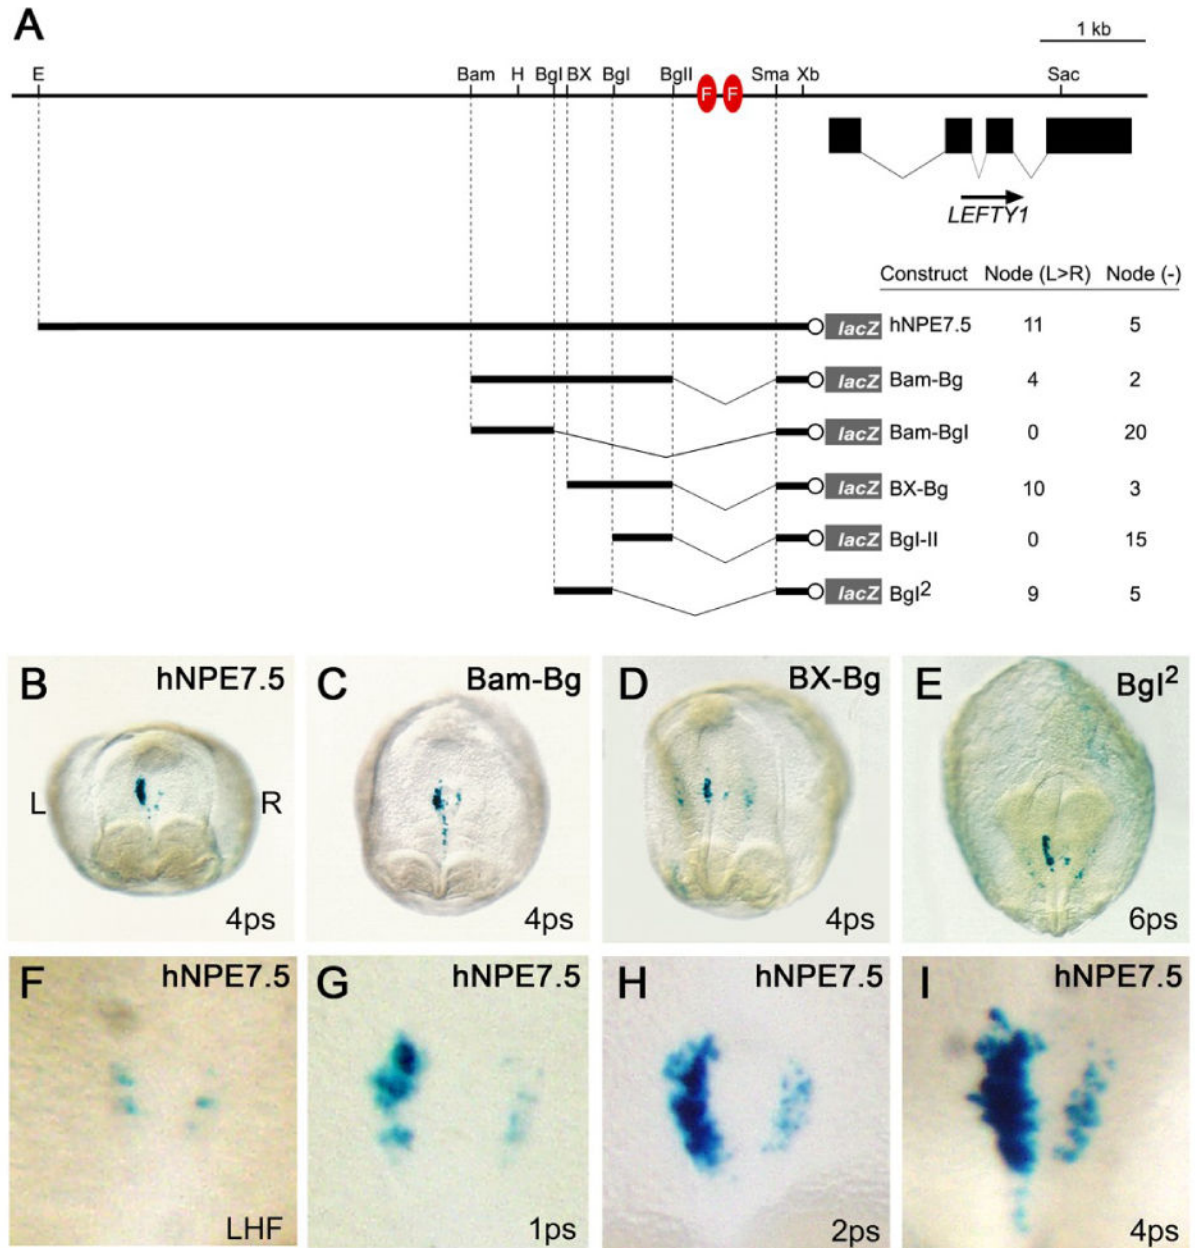 A
1 kb
E Bam H BgI BX BgI BgII F F Sma Xb Sac
LEFTY1
Construct Node (L>R) Node (-)
lacZ hNPE7.5 11 5
lacZ Bam-Bg 4 2
lacZ Bam-BgI 0 20
lacZ BX-Bg 10 3
lacZ BgI-II 0 15
lacZ BgI2 9 5
B hNPE7.5
L R
4ps
C Bam-Bg
4ps
D BX-Bg
4ps
E BgI2
6ps
F hNPE7.5
LHF
G hNPE7.5
1ps
H hNPE7.5
2ps
I hNPE7.5
4ps